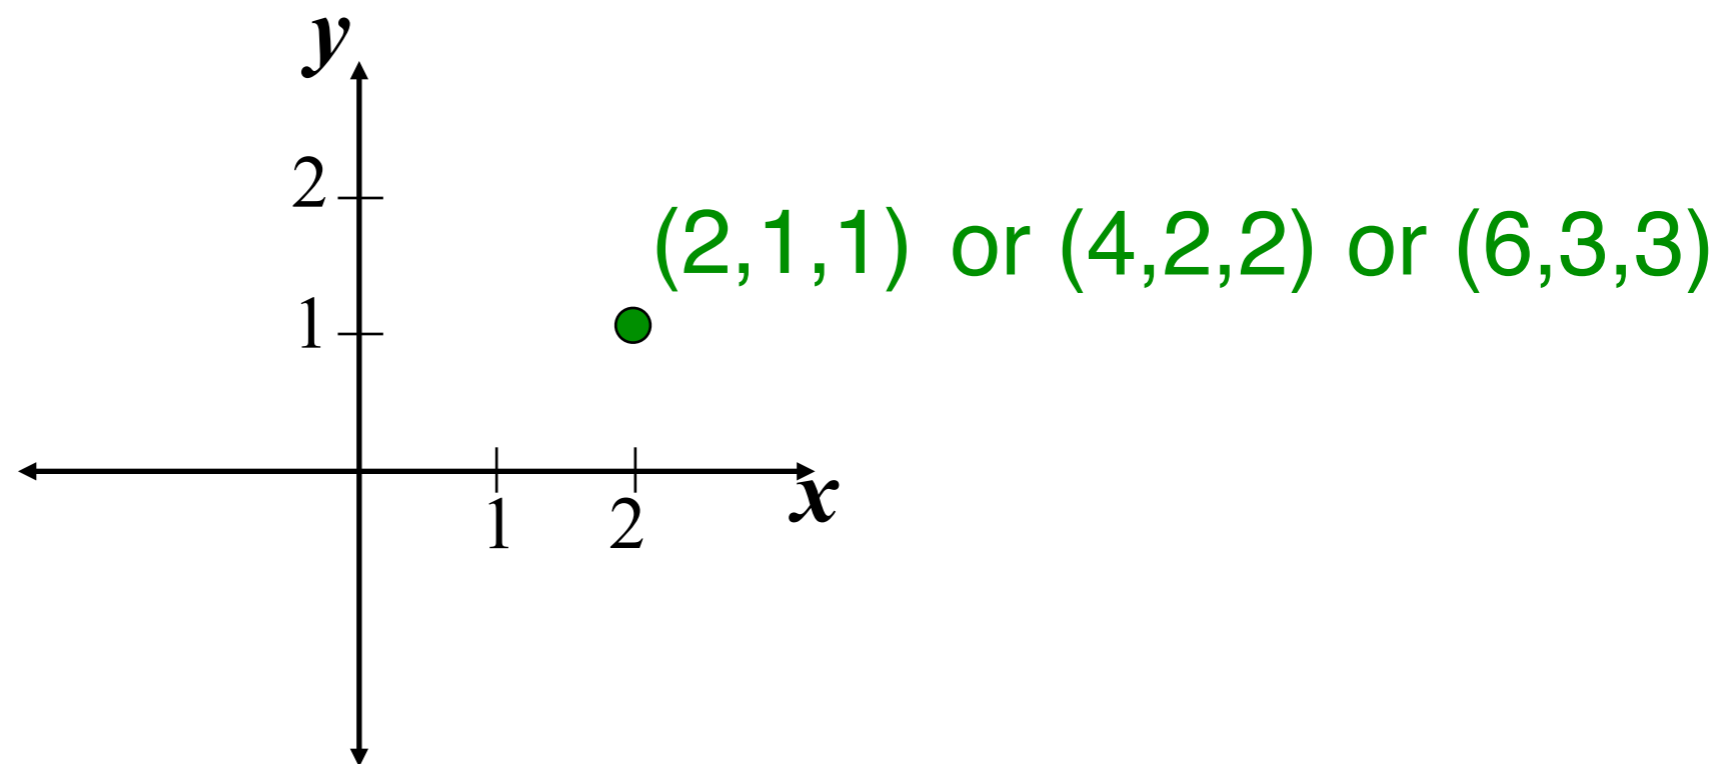 y
2
(2,1,1) or (4,2,2) or (6,3,3)
1
x
1 2